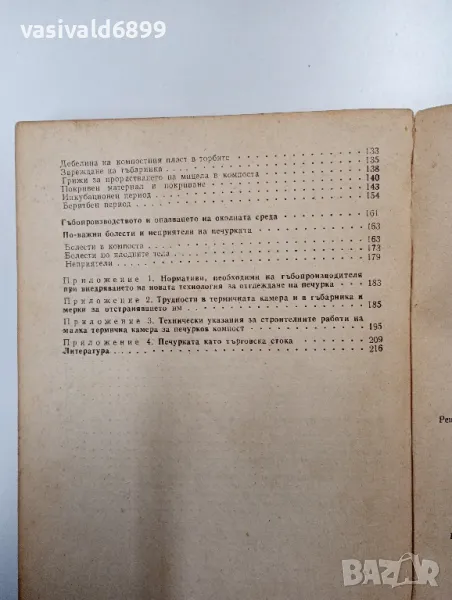 vasivald6899
Дебелина на компостния пласт в торбите 133
Зареждане на гъбарника 135
Грижи за прорастването на мицела в компоста 138
Покривен материал и покриване 140
Инкубационен период 143
Беритбен период 154
Гъбопроизводството и опазването на околната среда 161
По-важни болести и неприятели на печурката 163
Болести в компоста 163
Болести по плодните тела 173
Неприятели 179
Приложение 1. Нормативи, необходими на гъбопроизводителя
при внедряването на новата технология за отглеждане на печурка 183
Приложение 2. Трудности в термичната камера и в гъбарника и
мерки за отстраняването им 185
Приложение 3. Технически указания за строителните работи на
малка термична камера за печурков компост 195
Приложение 4. Печурката като търговска стока 209
Литература 216
Ре
BAZAR.bg